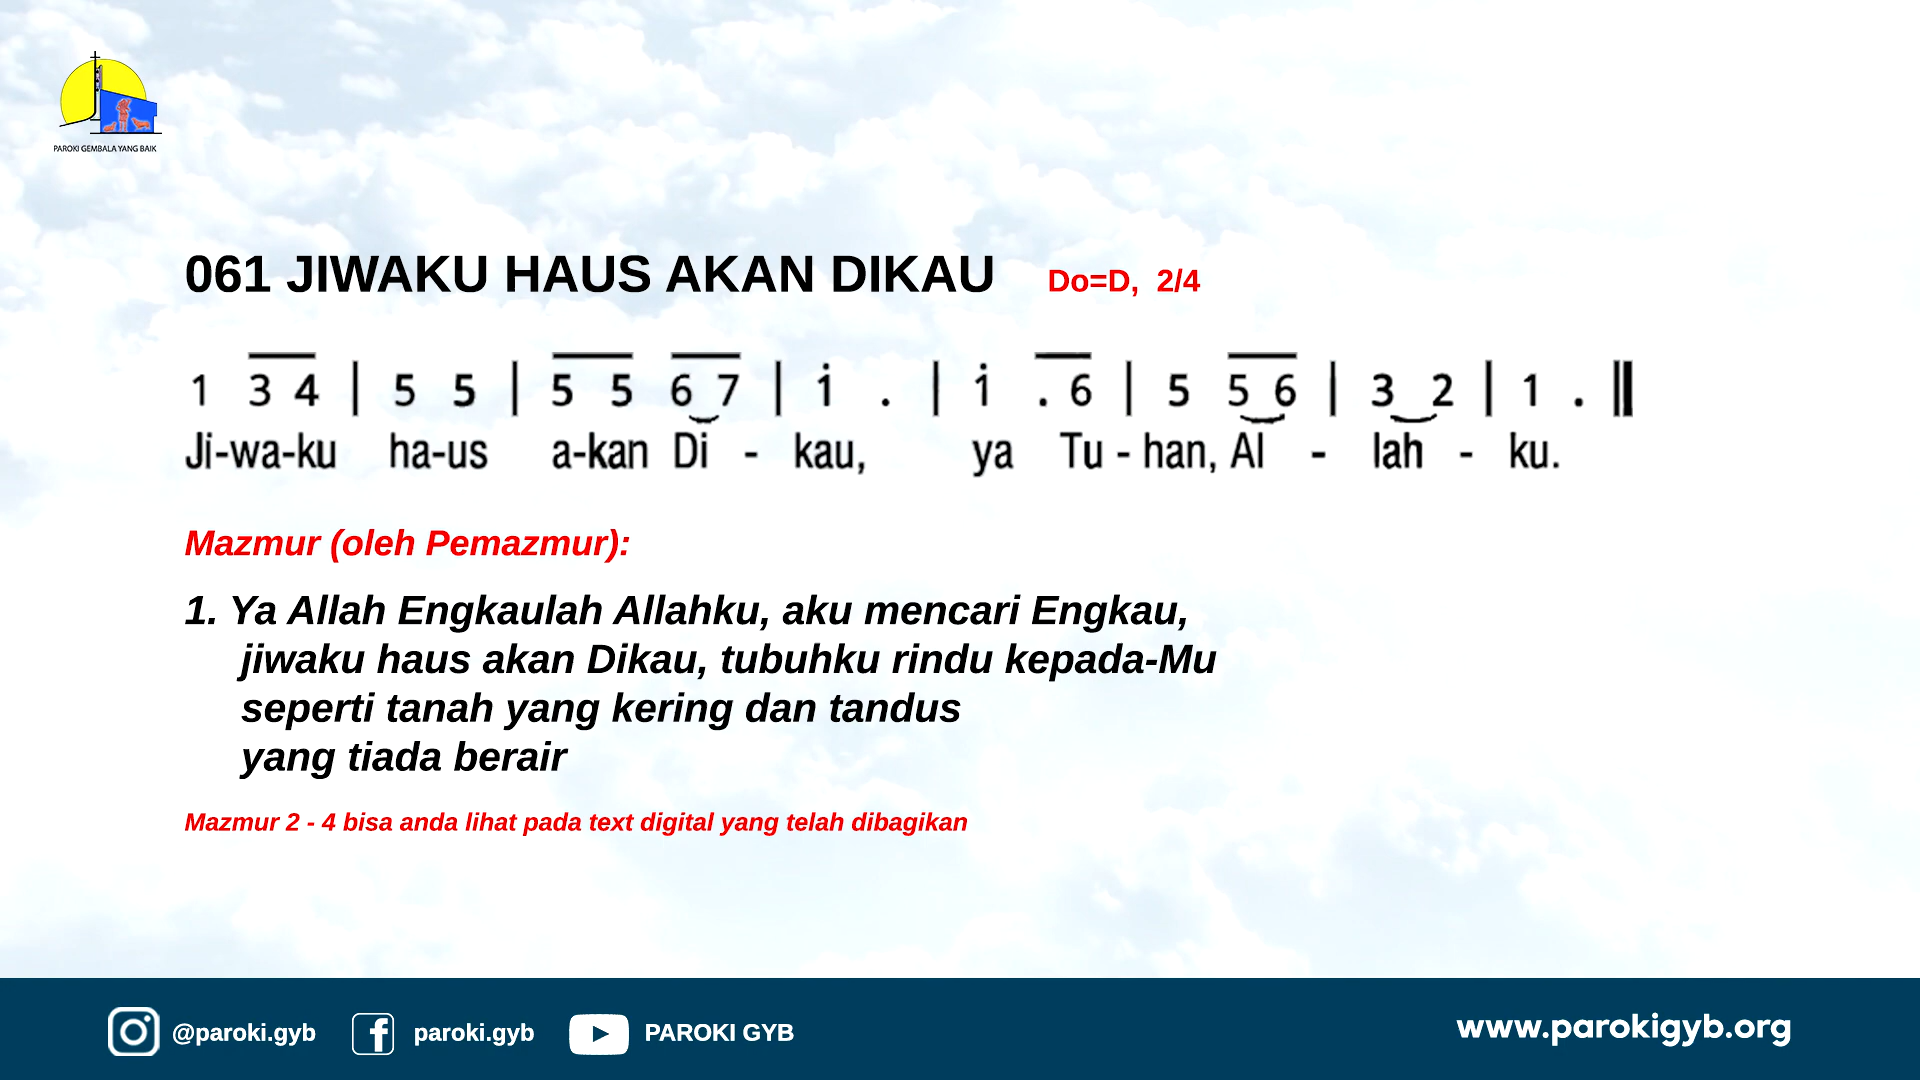 PAROKI GEMBALA YANG BAIK
061 JIWAKU HAUS AKAN DIKAU Do=D, 2/4
1 3 4 | 5 5 | 5 5 6 7 | i . | i . 6 | 5 5 6 | 3 2 | 1 . ||
Ji-wa-ku ha-us a-kan Di - kau, ya Tu - han, Al - lah - ku.
Mazmur (oleh Pemazmur):
1. Ya Allah Engkaulah Allahku, aku mencari Engkau,
jiwaku haus akan Dikau, tubuhku rindu kepada-Mu
seperti tanah yang kering dan tandus
yang tiada berair
Mazmur 2 - 4 bisa anda lihat pada text digital yang telah dibagikan
@paroki.gyb paroki.gyb PAROKI GYB www.parokigyb.org